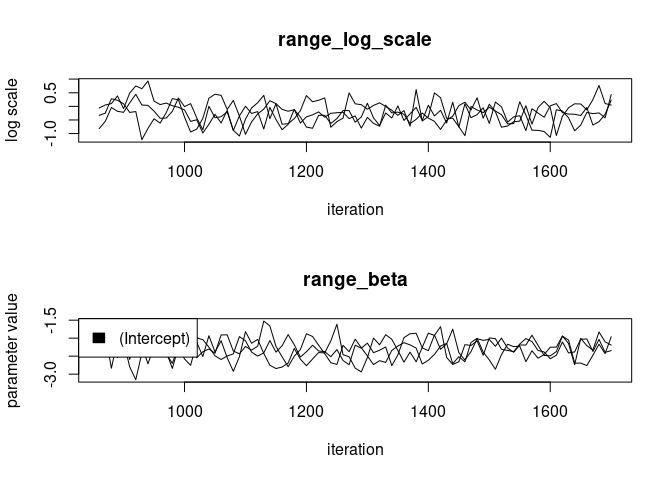 range_log_scale
log scale
0.5
-1.0
1000 1200 1400 1600
iteration
range_beta
parameter value
-1.5
-3.0
(Intercept)
1000 1200 1400 1600
iteration